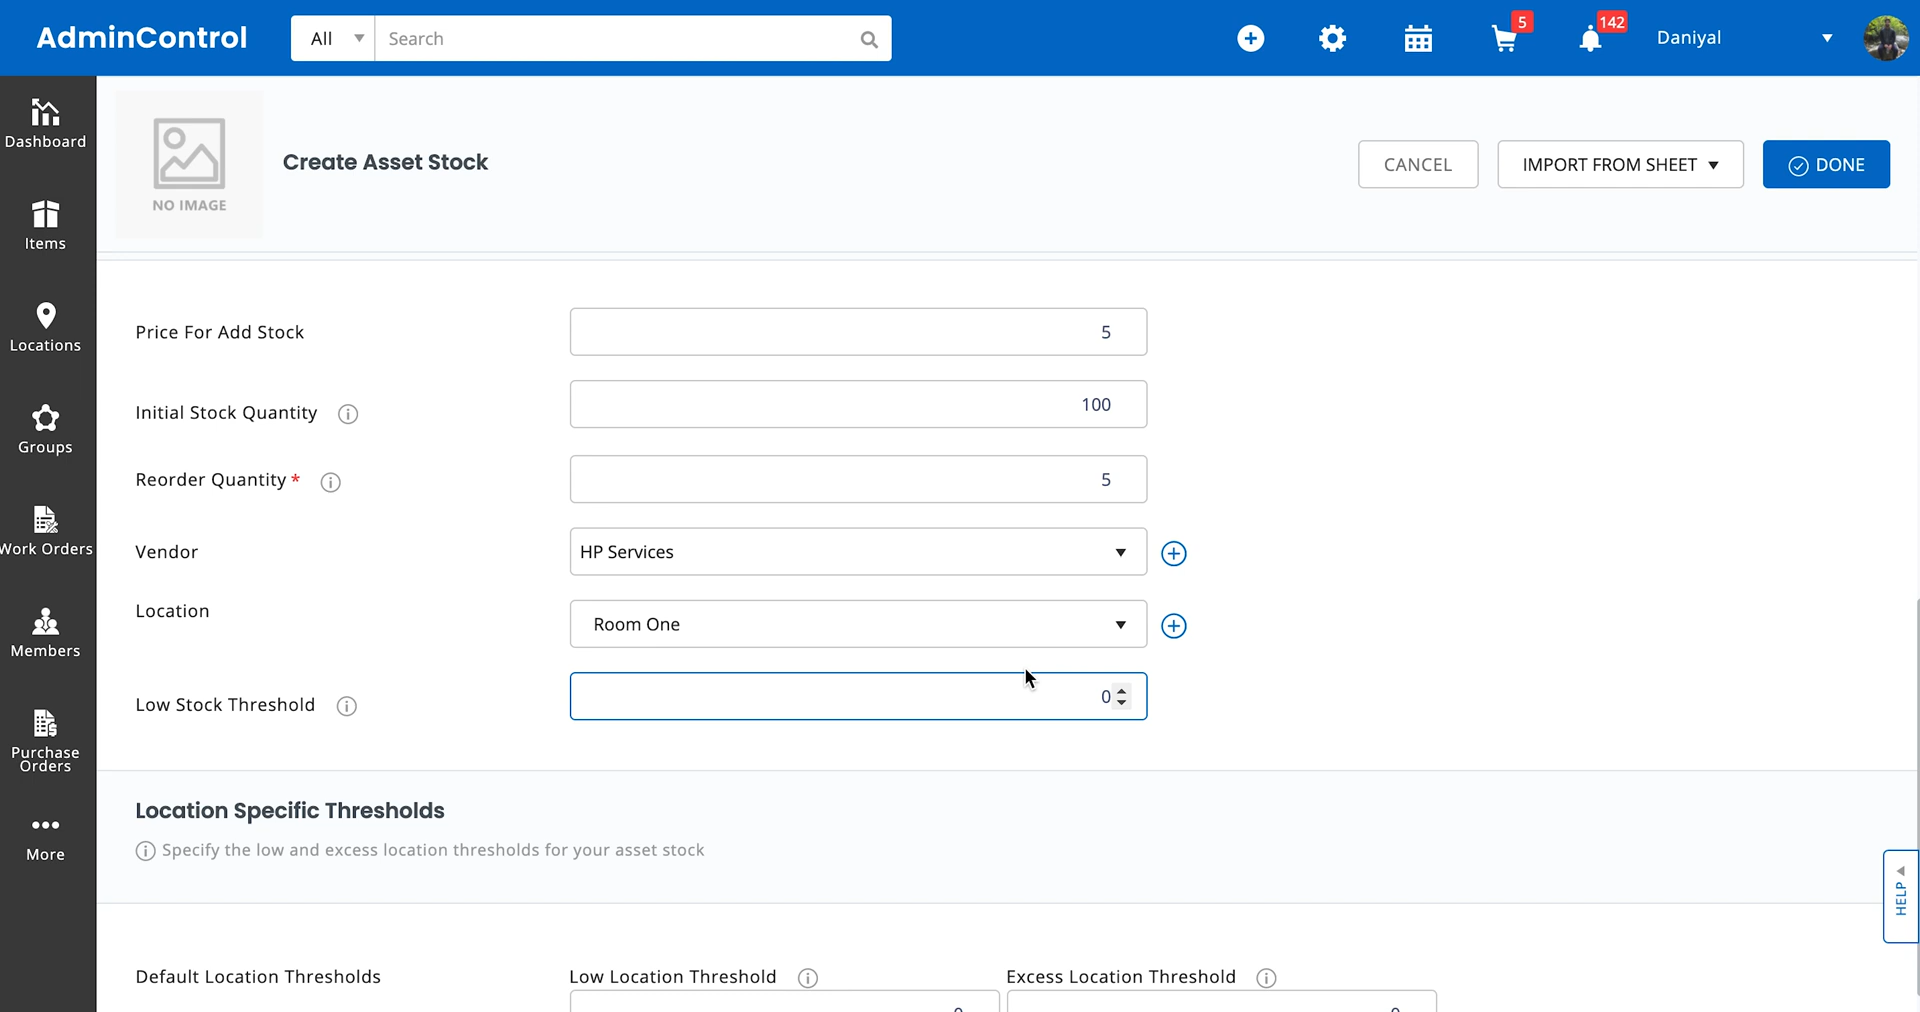 AdminControl
All
Search
5
142
Daniyal
Dashboard
Items
Locations
Groups
Work Orders
Members
Purchase
Orders
More
NO IMAGE
Create Asset Stock
CANCEL
IMPORT FROM SHEET
DONE
Price For Add Stock
5
Initial Stock Quantity
100
Reorder Quantity *
5
Vendor
HP Services
Location
Room One
Low Stock Threshold
0
Location Specific Thresholds
Specify the low and excess location thresholds for your asset stock
HELP
Default Location Thresholds
Low Location Threshold
Excess Location Threshold